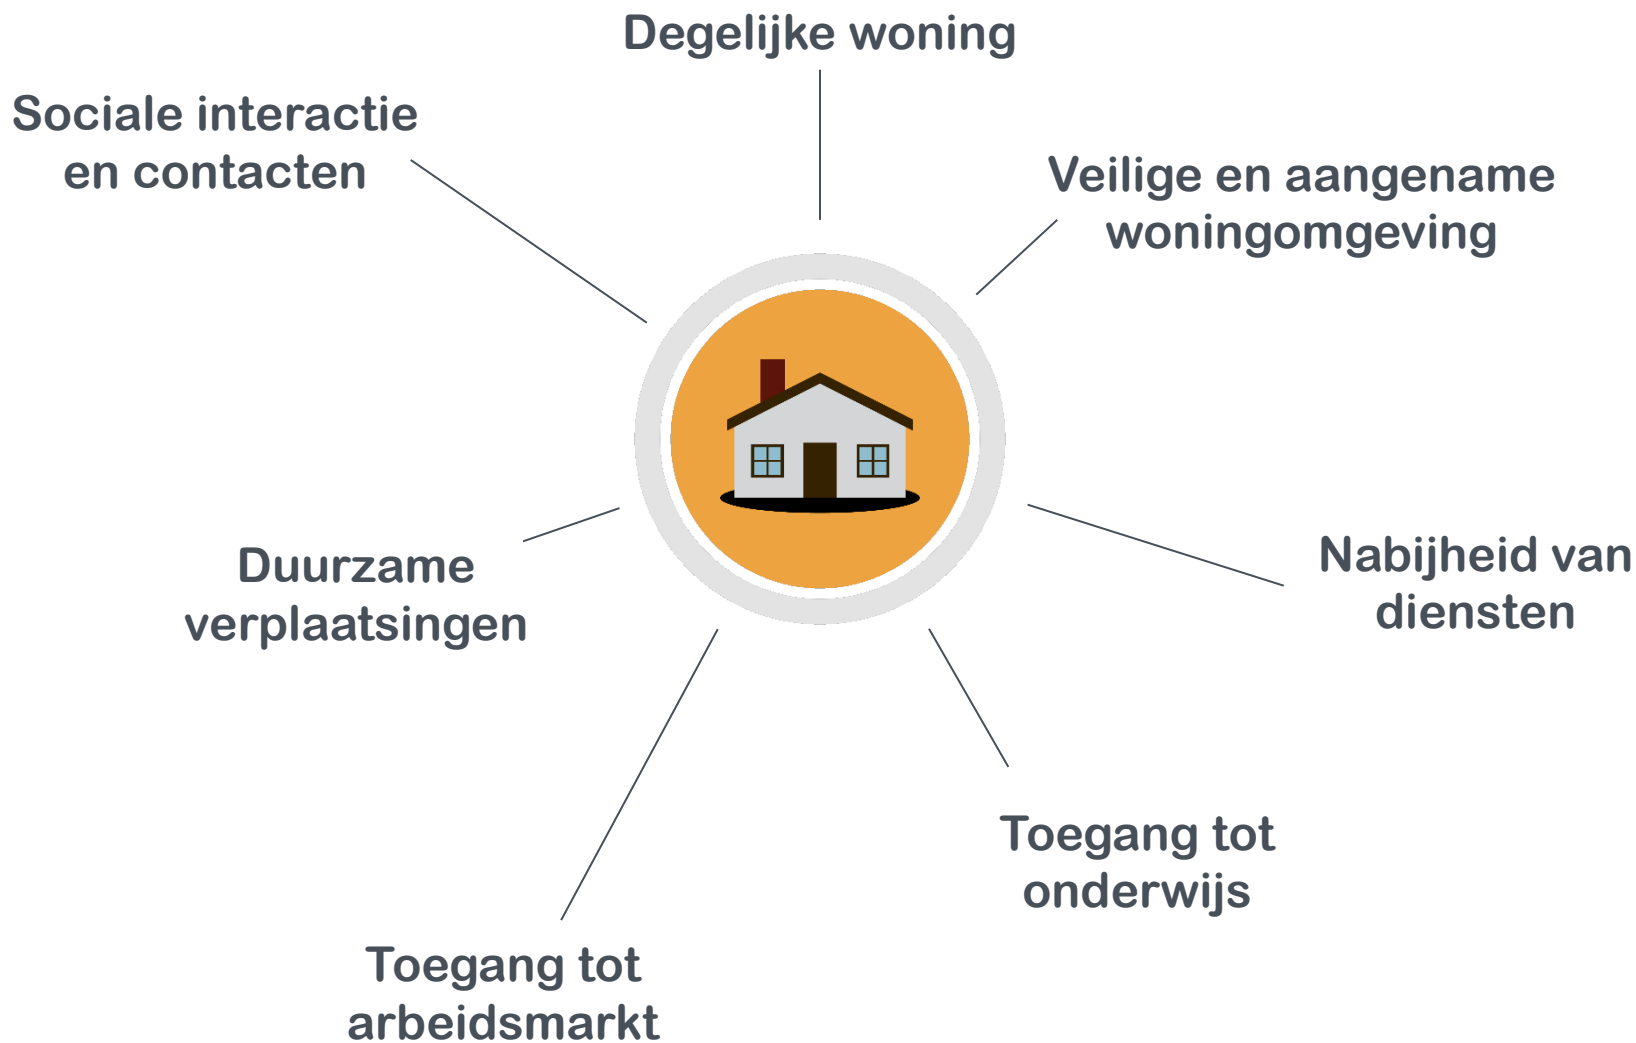 Degelijke woning
Sociale interactie
en contacten
Veilige en aangename
woningomgeving
Duurzame
verplaatsingen
Nabijheid van
diensten
Toegang tot
onderwijs
Toegang tot
arbeidsmarkt